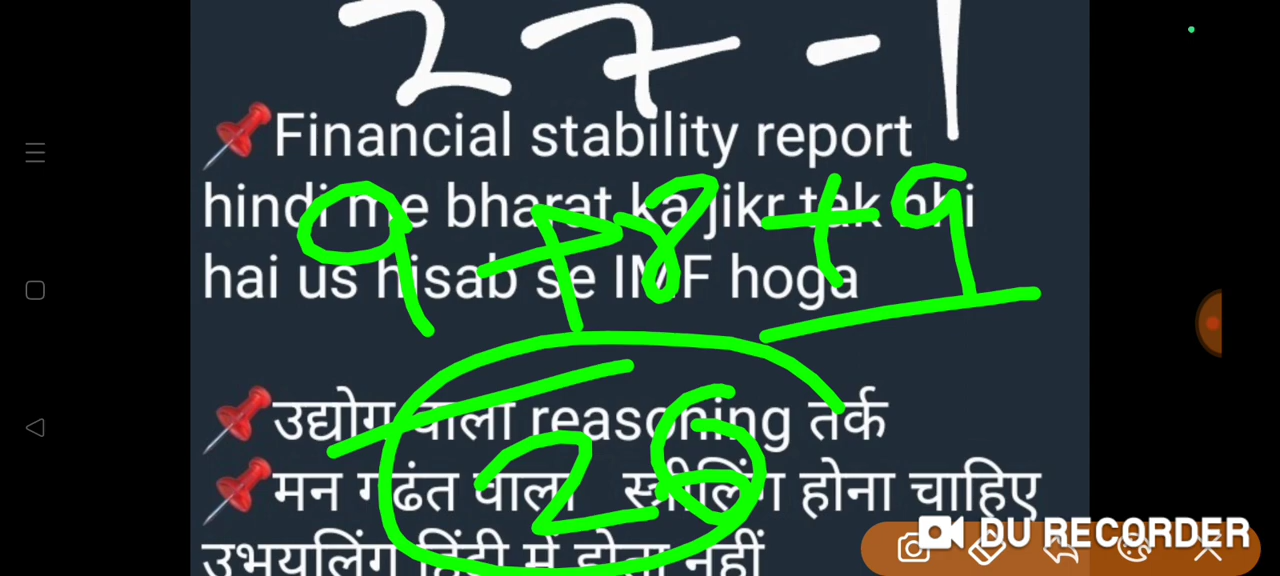 27-1
📌Financial stability report
hindi me bharat ka jikr tak nhi
hai us hisab se IMF hoga
9+8+9
📌उद्योग वाला reasoning तर्क
📌मन गढंत वाला स्त्रीलिंग होना चाहिए
26
उभयलिंग हिंदी में होता नहीं
DU RECORDER